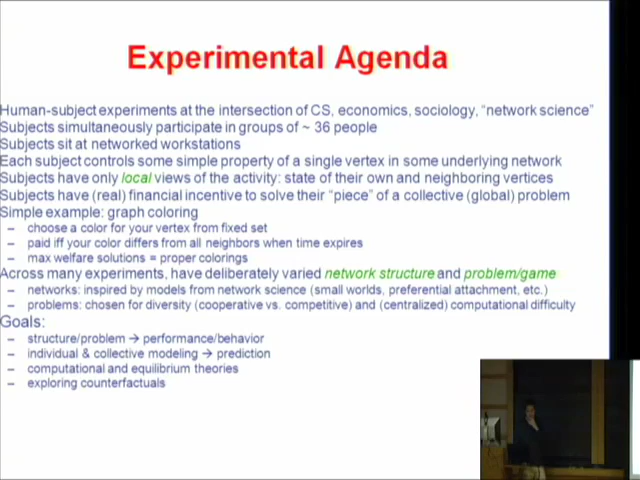 Experimental Agenda
Human-subject experiments at the intersection of CS, economics, sociology, “network science”
Subjects simultaneously participate in groups of ~ 36 people
Subjects sit at networked workstations
Each subject controls some simple property of a single vertex in some underlying network
Subjects have only local views of the activity: state of their own and neighboring vertices
Subjects have (real) financial incentive to solve their “piece” of a collective (global) problem
Simple example: graph coloring
– choose a color for your vertex from fixed set
– paid iff your color differs from all neighbors when time expires
– max welfare solutions = proper colorings
Across many experiments, have deliberately varied network structure and problem/game
– networks: inspired by models from network science (small worlds, preferential attachment, etc.)
– problems: chosen for diversity (cooperative vs. competitive) and (centralized) computational difficulty
Goals:
– structure/problem → performance/behavior
– individual & collective modeling → prediction
– computational and equilibrium theories
– exploring counterfactuals